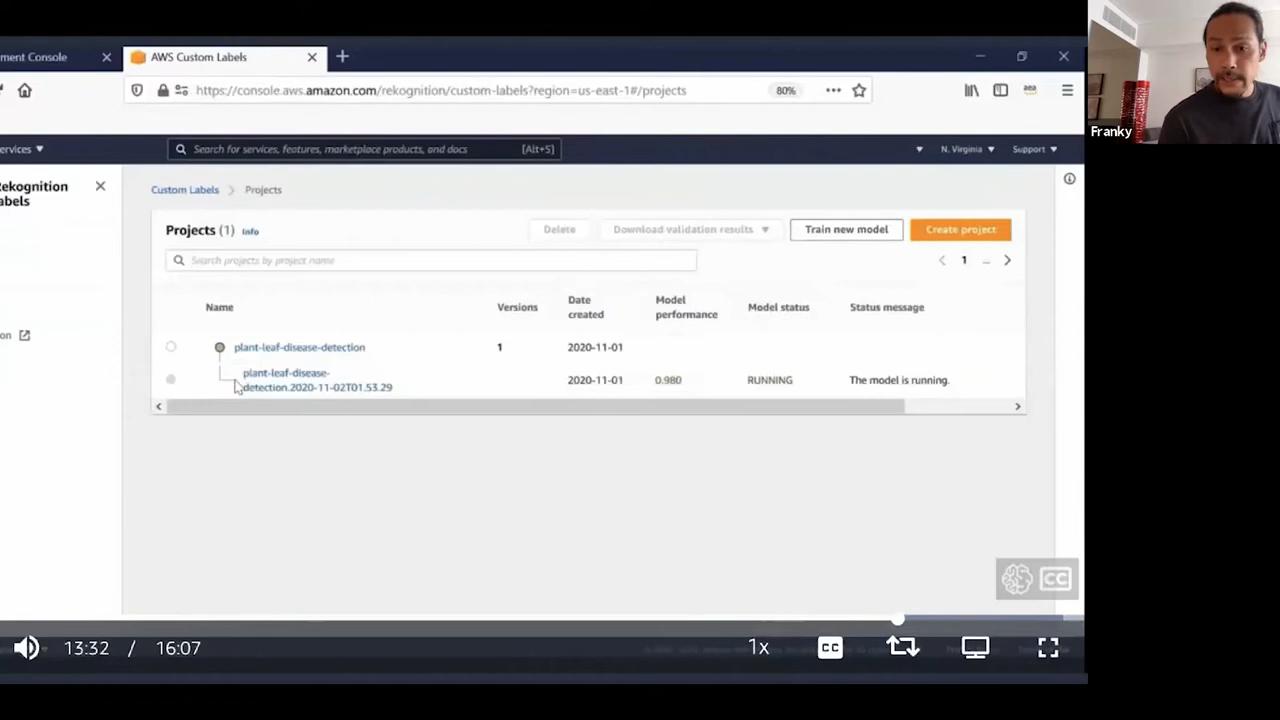 ment Console
AWS Custom Labels
https://console.aws.amazon.com/rekognition/custom-labels?region=us-east-1#/projects
80%
ervices
Search for services, features, marketplace products, and docs
[Alt+S]
N. Virginia
Support
Franky
Rekognition
abels
Custom Labels
Projects
Projects (1)
Info
Delete
Download validation results
Train new model
Create project
Search projects by project name
1
...
Name
Versions
Date created
Model performance
Model status
Status message
on
plant-leaf-disease-detection
1
2020-11-01
plant-leaf-disease-
detection.2020-11-02T01.53.29
2020-11-01
0.980
RUNNING
The model is running.
CC
13:32 / 16:07
1x
CC